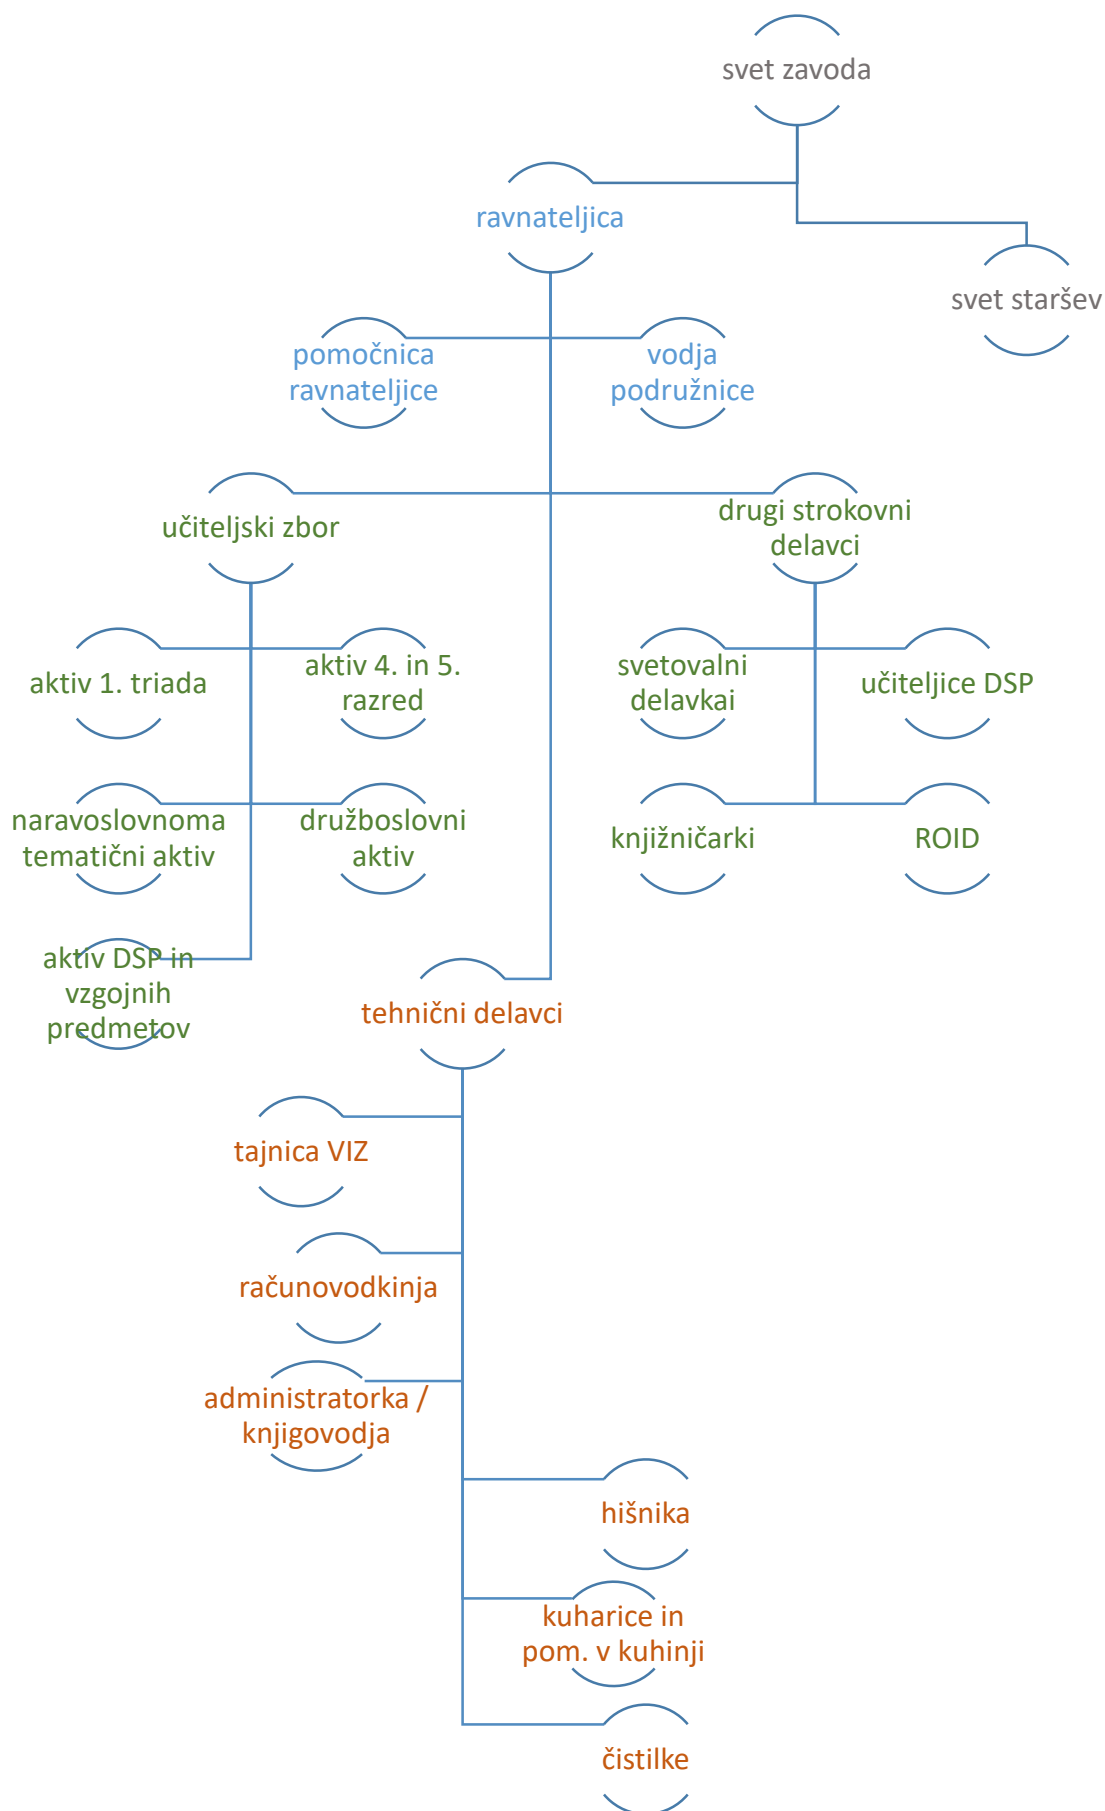 svet zavoda
ravnateljica
svet staršev
pomočnica
ravnateljice
vodja
podružnice
učiteljski zbor
drugi strokovni
delavci
aktiv 1. triada
aktiv 4. in 5.
razred
svetovalni
delavkai
učiteljice DSP
naravoslovnoma
tematični aktiv
družboslovni
aktiv
knjižničarki
ROID
aktiv DSP in
vzgojnih
predmetov
tehnični delavci
tajnica VIZ
računovodkinja
administratorka /
knjigovodja
hišnika
kuharice in
pom. v kuhinji
čistilke